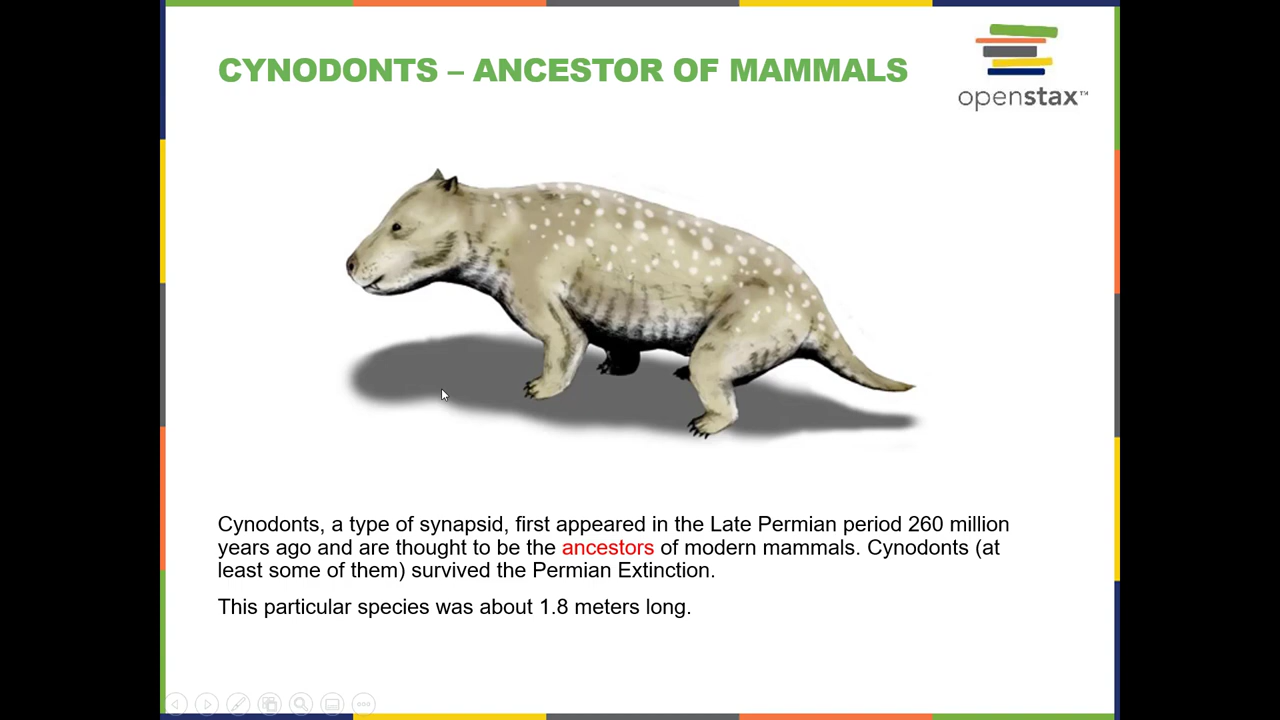 CYNODONTS – ANCESTOR OF MAMMALS
openstax™
Cynodonts, a type of synapsid, first appeared in the Late Permian period 260 million
years ago and are thought to be the ancestors of modern mammals. Cynodonts (at
least some of them) survived the Permian Extinction.
This particular species was about 1.8 meters long.